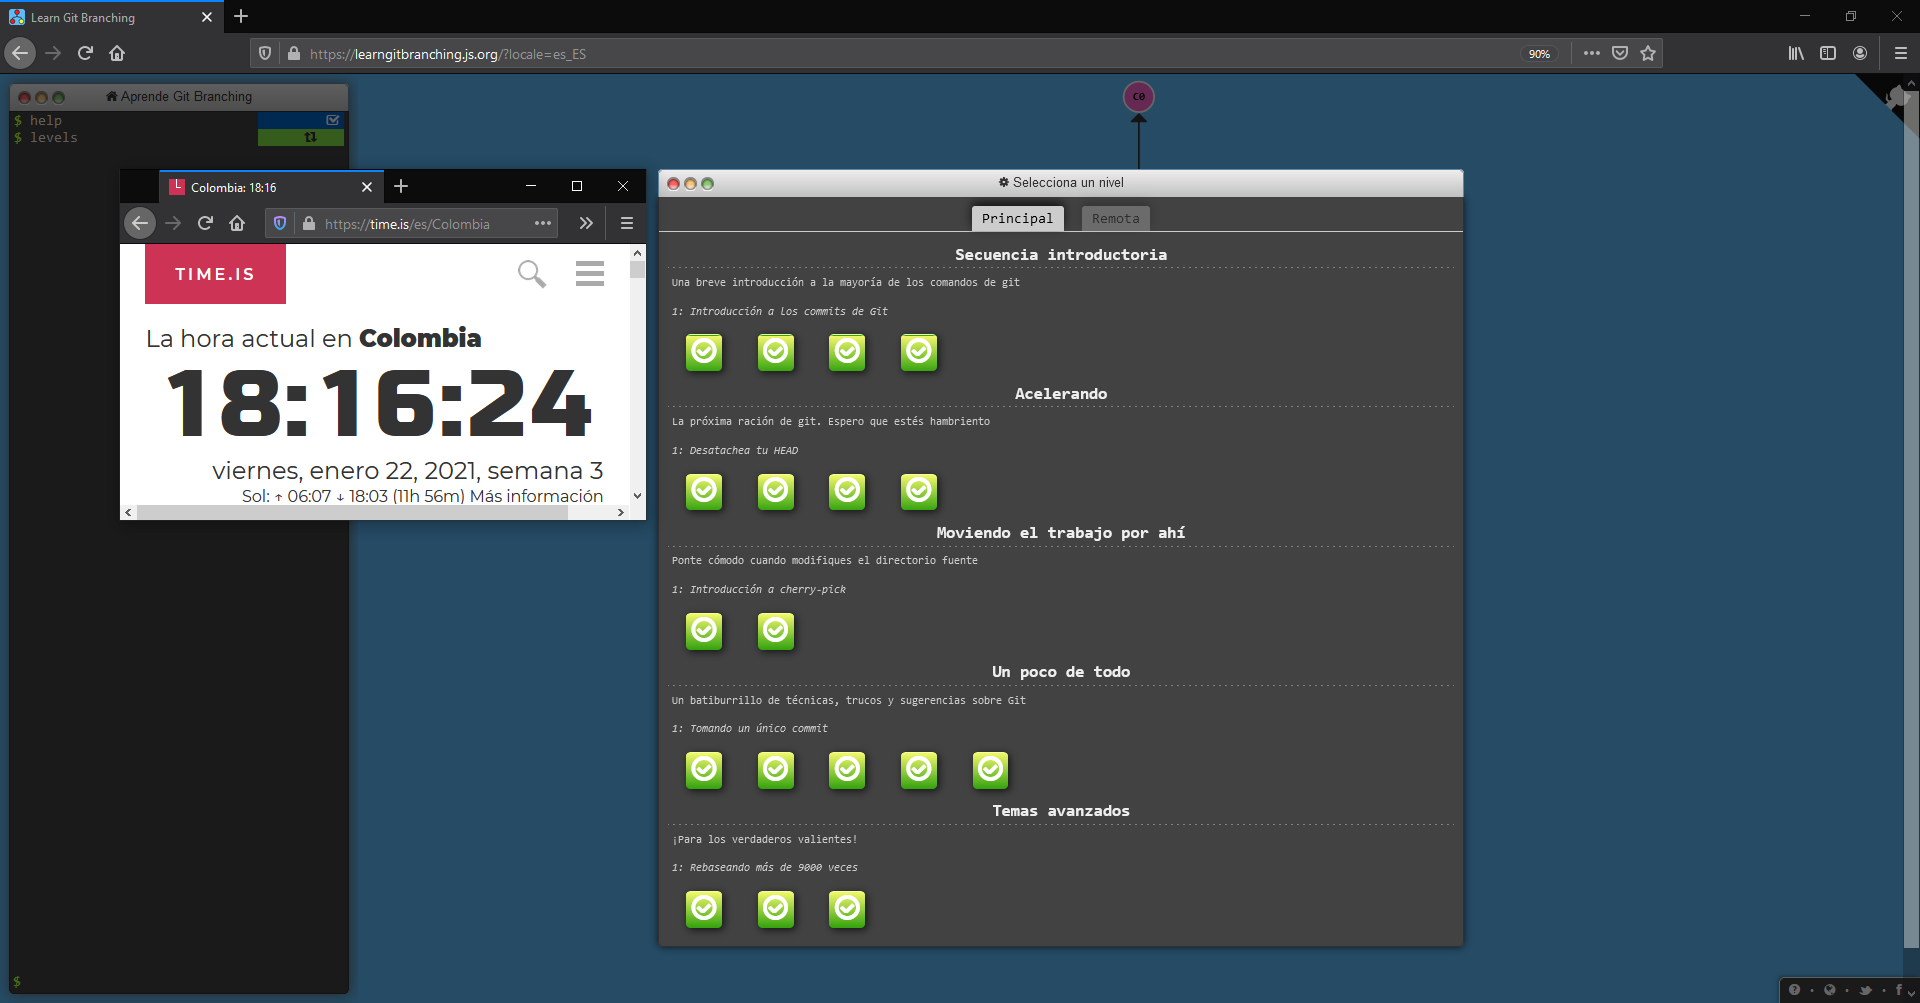 Learn Git Branching
https://learngitbranching.js.org/?locale=es_ES
90%
Aprende Git Branching
$ help
$ levels
$
C0
Colombia: 18:16
https://time.is/es/Colombia
TIME.IS
La hora actual en Colombia
18:16:24
viernes, enero 22, 2021, semana 3
Sol: ↑ 06:07 ↓ 18:03 (11h 56m) Más información
Selecciona un nivel
Principal
Remota
Secuencia introductoria
Una breve introducción a la mayoría de los comandos de git
1: Introducción a los commits de Git
Acelerando
La próxima ración de git. Espero que estés hambriento
1: Desatachea tu HEAD
Moviendo el trabajo por ahí
Ponte cómodo cuando modifiques el directorio fuente
1: Introducción a cherry-pick
Un poco de todo
Un batiburrillo de técnicas, trucos y sugerencias sobre Git
1: Tomando un único commit
Temas avanzados
¡Para los verdaderos valientes!
1: Rebaseando más de 9000 veces